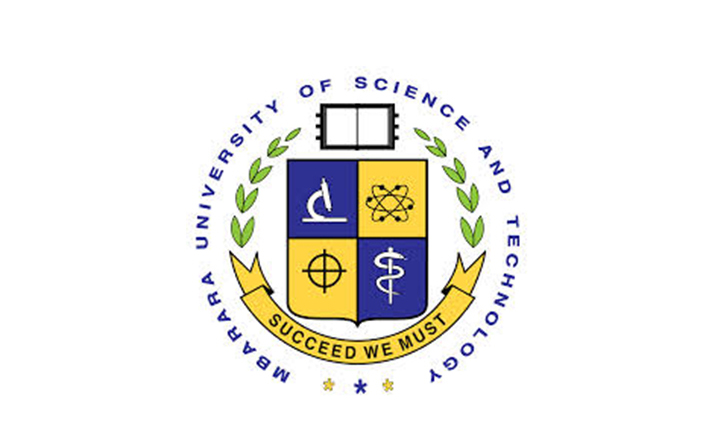 MBARARA UNIVERSITY OF SCIENCE AND TECHNOLOGY
SUCCEED WE MUST